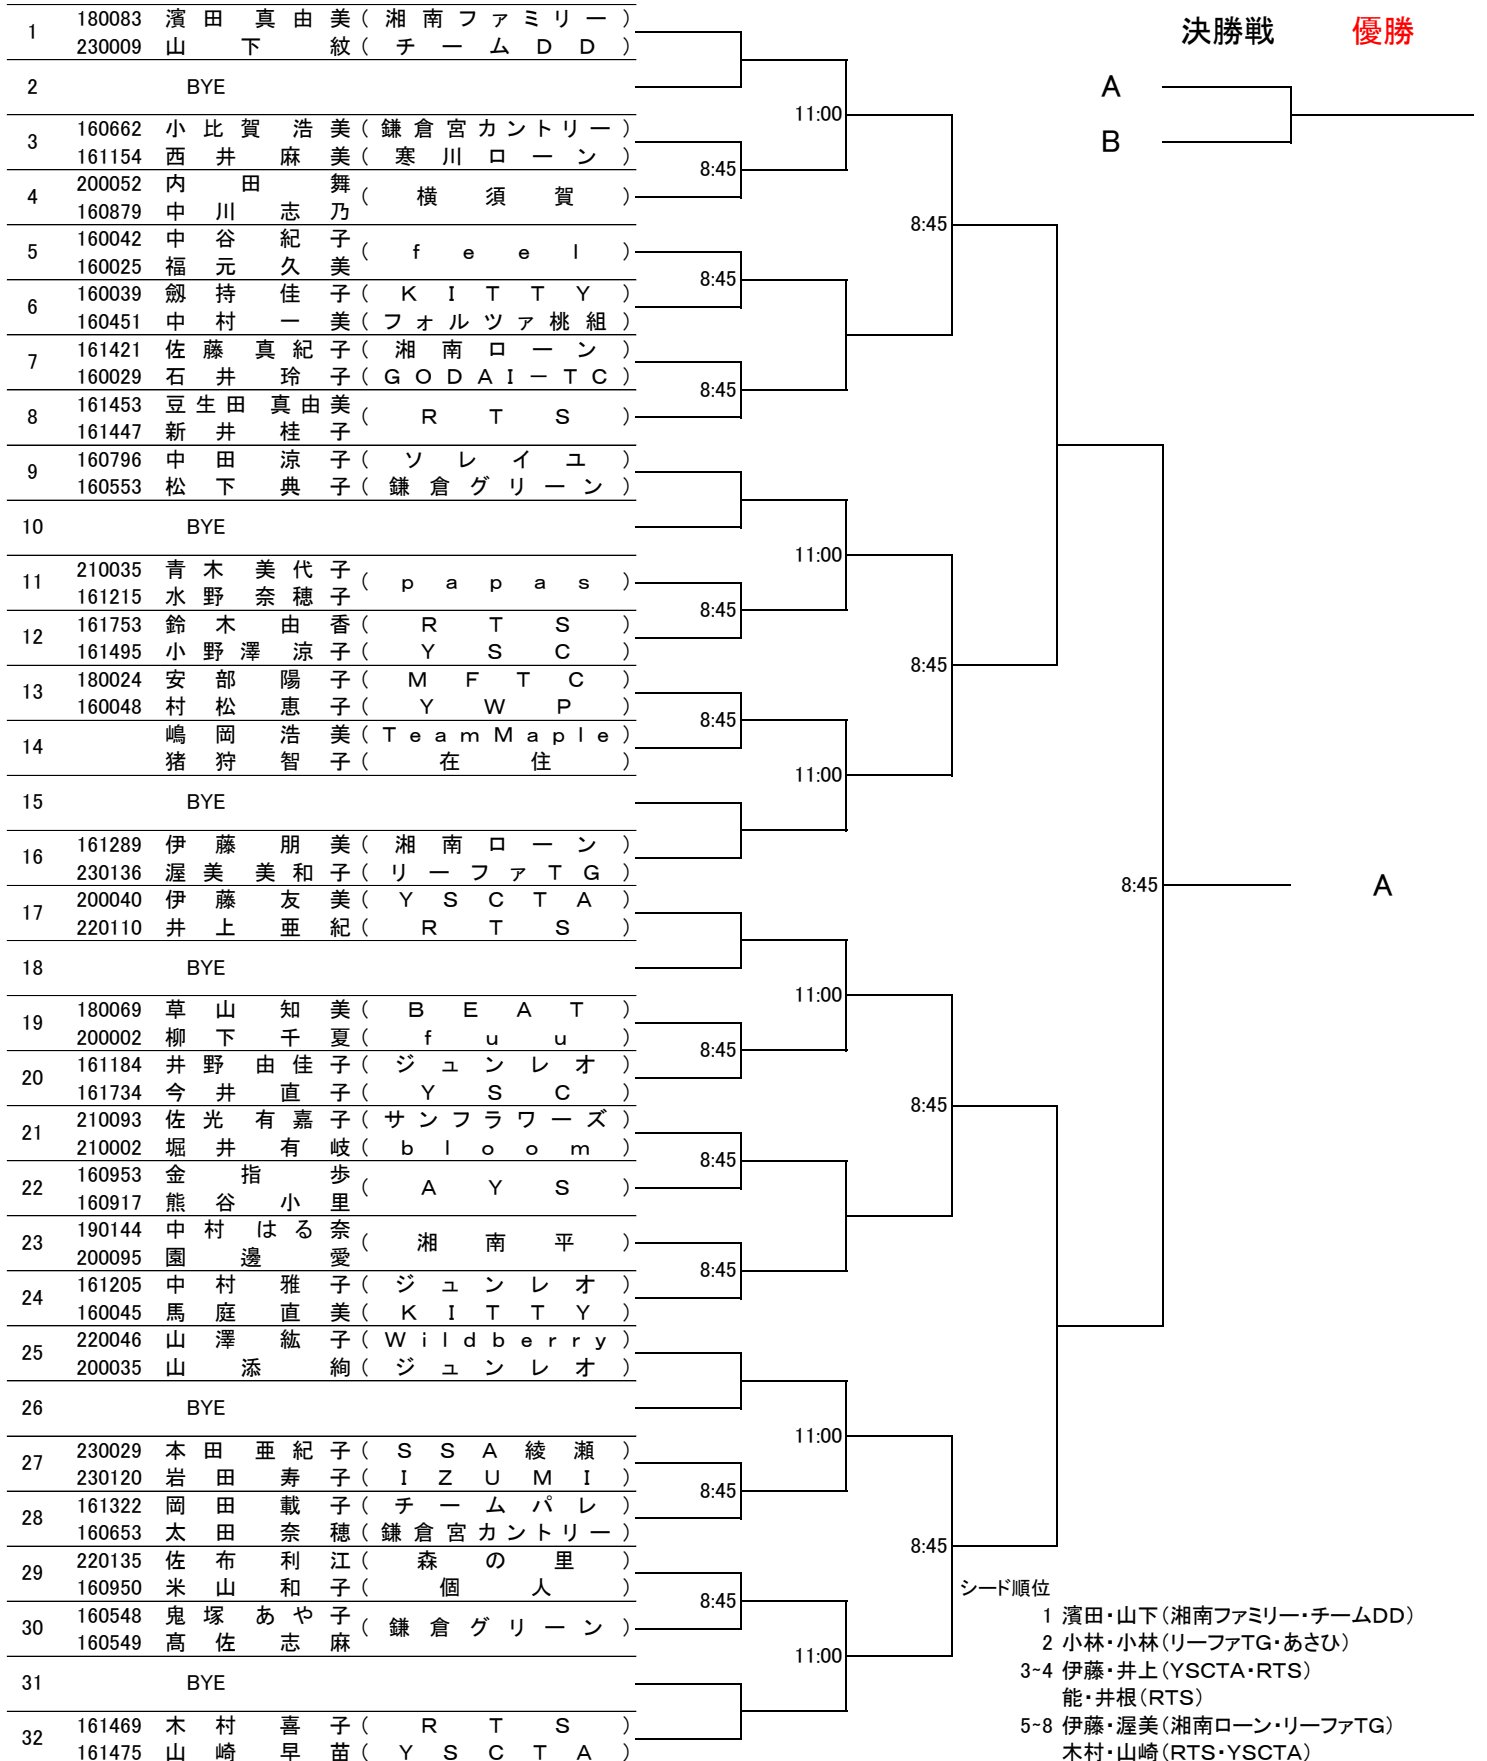 決勝戦 優勝
A
B
1 180083 濱田 真由美(湘南ファミリー)
230009 山下 紋(チームDD)
2 BYE
11:00
3 160662 小比賀 浩美(鎌倉宮カントリー)
161154 西井 麻美(寒川ローン)
8:45
4 200052 内田 舞
160879 中川 志乃
(横須賀)
8:45
5 160042 中谷 紀子
160025 福元 久美
(feel)
8:45
6 160039 劔持 佳子(KITTY)
160451 中村 一美(フォルツァ桃組)
7 161421 佐藤 真紀子(湘南ローン)
160029 石井 玲子(GODAI-TC)
8:45
8 161453 豆生田 真由美
161447 新井 桂子
(RTS)
9 160796 中田 涼子(ソレイユ)
160553 松下 典子(鎌倉グリーン)
10 BYE
11:00
11 210035 青木 美代子
161215 水野 奈穂子
(papas)
8:45
12 161753 鈴木 由香(RTS)
161495 小野澤 涼子(YSC)
8:45
13 180024 安部 陽子(MFTC)
160048 村松 恵子(YWP)
8:45
14 嶋岡 浩美(TeamMaple)
猪狩 智子(在住)
11:00
15 BYE
16 161289 伊藤 朋美(湘南ローン)
230136 渥美 美和子(リーファTG)
8:45 A
17 200040 伊藤 友美(YSCTA)
220110 井上 亜紀(RTS)
18 BYE
11:00
19 180069 草山 知美(BEAT)
200002 柳下 千夏(fuu)
8:45
20 161184 井野 由佳子(ジュンレオ)
161734 今井 直子(YSC)
8:45
21 210093 佐光 有嘉子(サンフラワーズ)
210002 堀井 有岐(bloom)
8:45
22 160953 金指 歩
160917 熊谷 小里
(AYS)
23 190144 中村 はる奈
200095 園邊 愛
(湘南平)
8:45
24 161205 中村 雅子(ジュンレオ)
160045 馬庭 直美(KITTY)
25 220046 山澤 紘子(Wildberry)
200035 山添 絢(ジュンレオ)
26 BYE
11:00
27 230029 本田 亜紀子(SSA綾瀬)
230120 岩田 寿子(IZUMI)
8:45
28 161322 岡田 載子(チームパレ)
160653 太田 奈穂(鎌倉宮カントリー)
8:45
29 220135 佐布 利江(森の里)
160950 米山 和子(個人)
8:45
30 160548 鬼塚 あや子
160549 髙佐 志麻
(鎌倉グリーン)
11:00
31 BYE
32 161469 木村 喜子(RTS)
161475 山崎 早苗(YSCTA)
シード順位
1 濱田・山下(湘南ファミリー・チームDD)
2 小林・小林(リーファTG・あさひ)
3~4 伊藤・井上(YSCTA・RTS)
能・井根(RTS)
5~8 伊藤・渥美(湘南ローン・リーファTG)
木村・山崎(RTS・YSCTA)